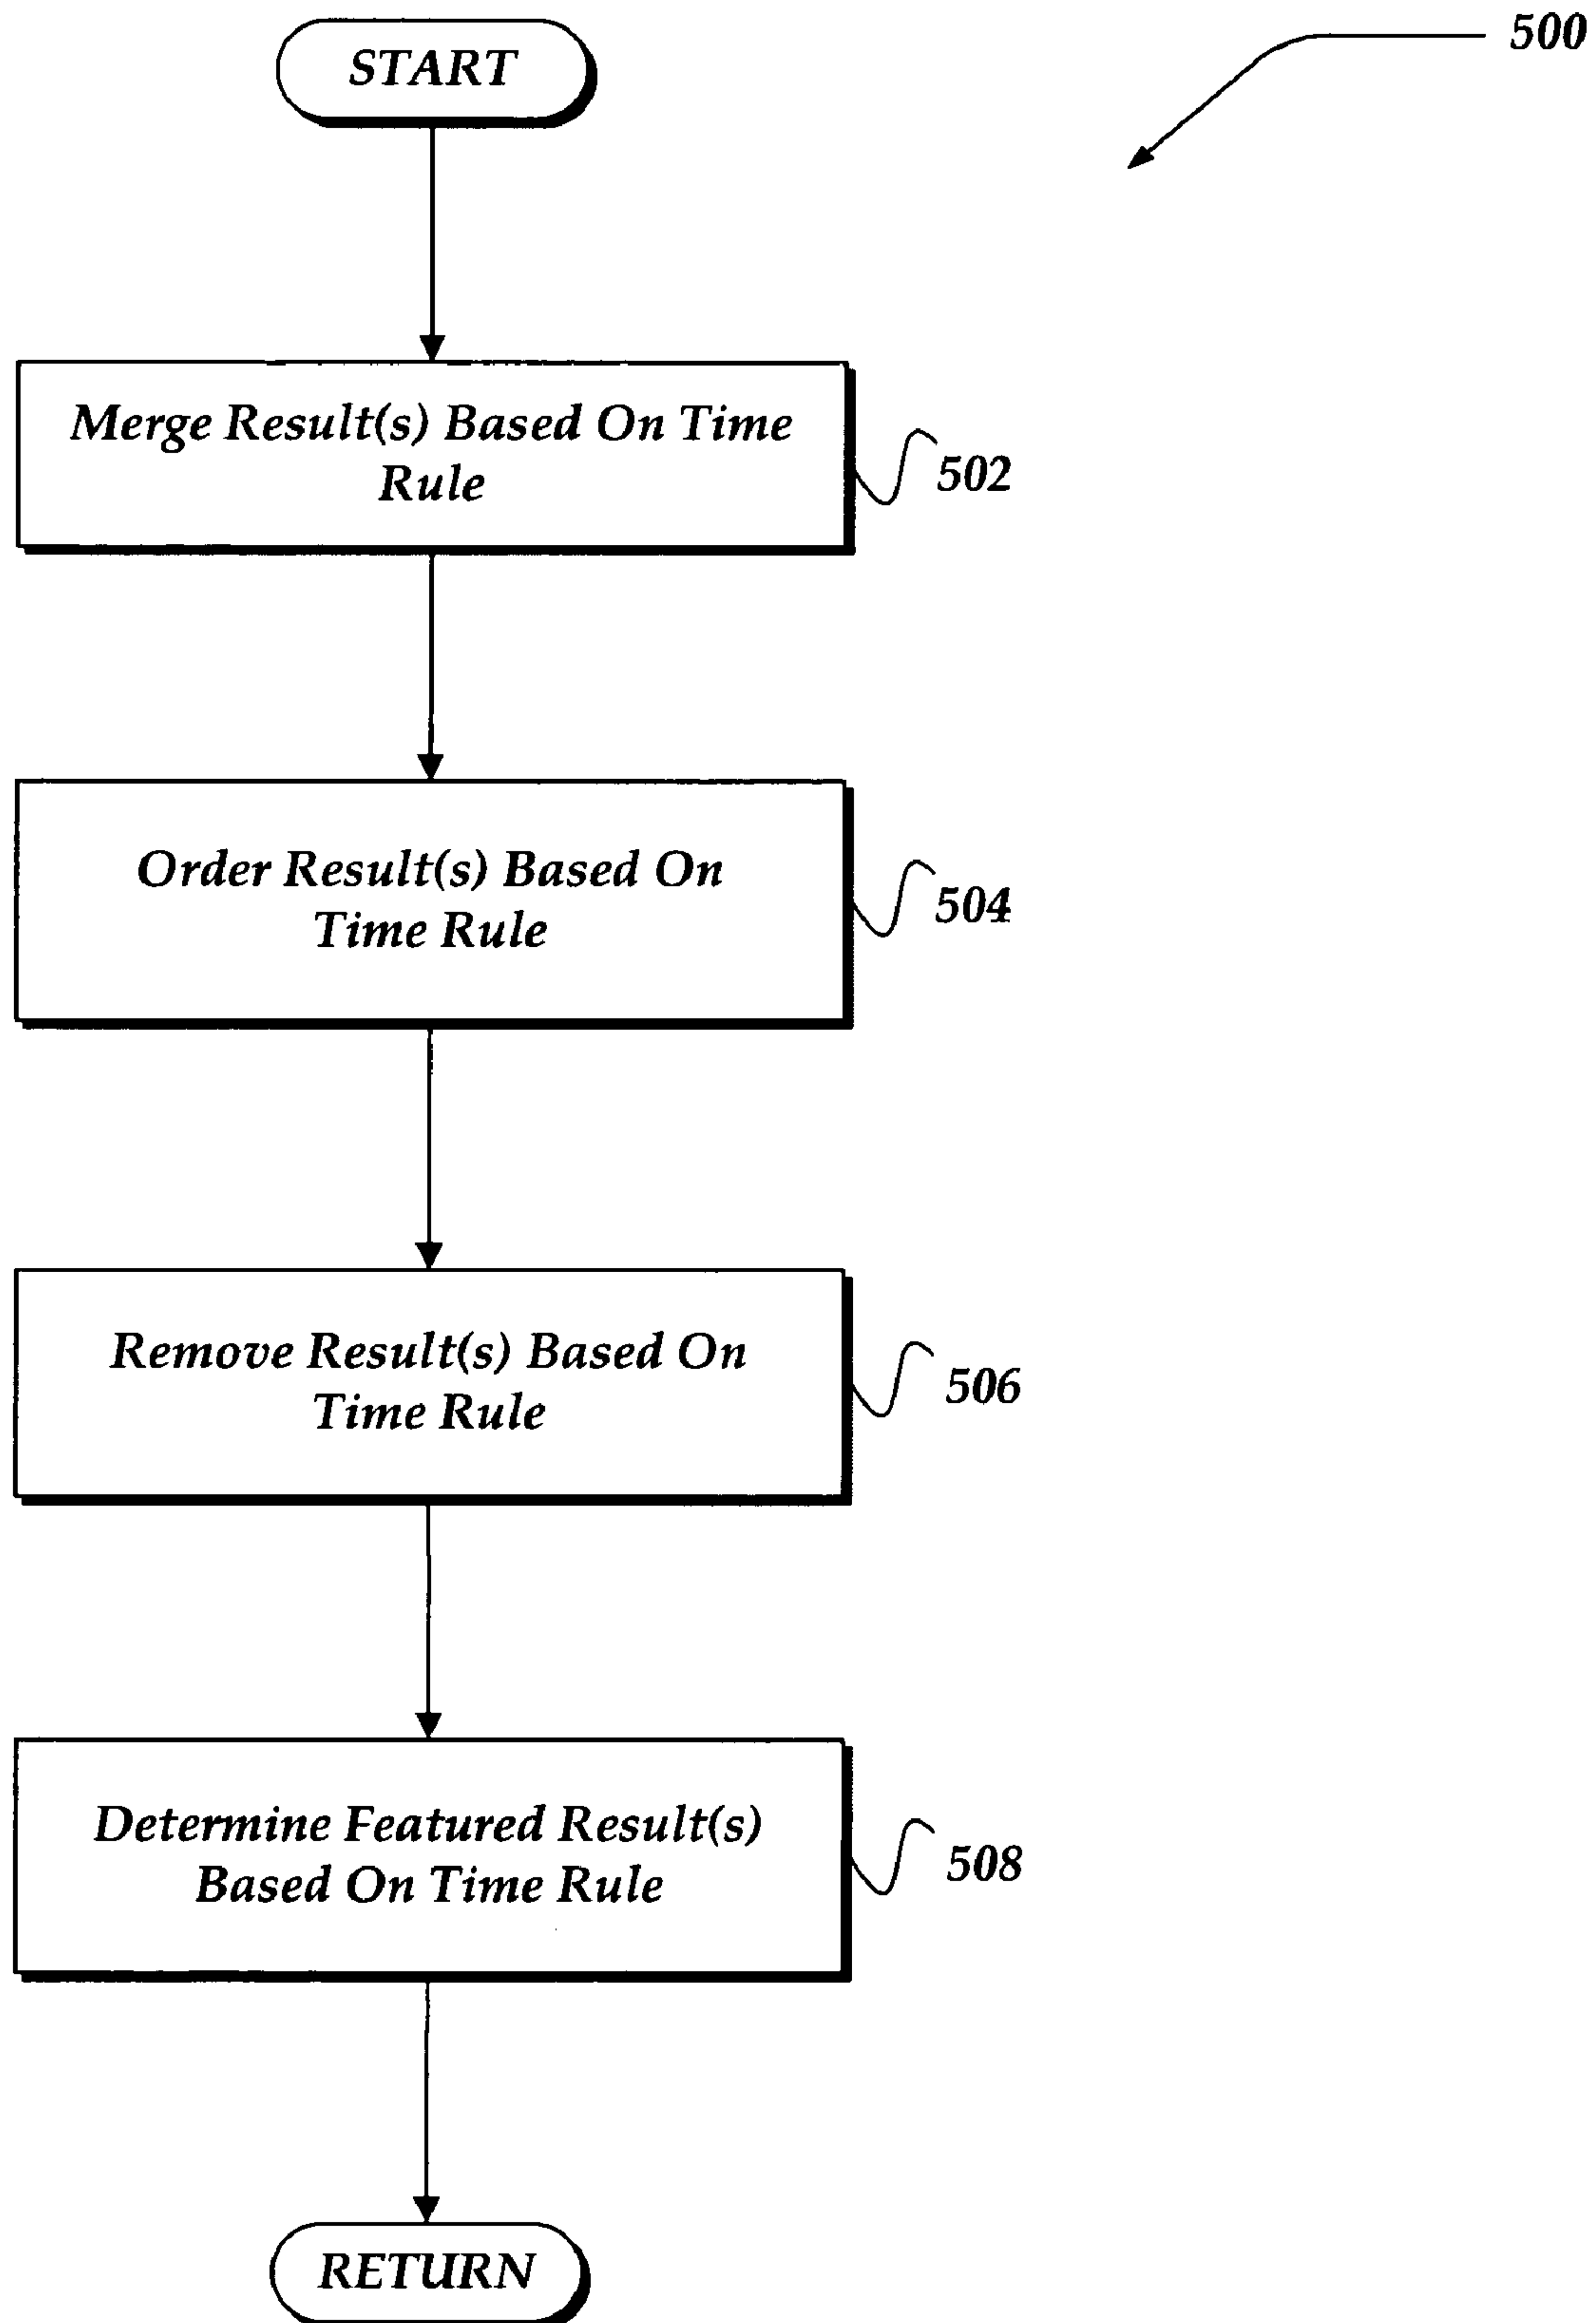 START
500
Merge Result(s) Based On Time
Rule
502
Order Result(s) Based On
Time Rule
504
Remove Result(s) Based On
Time Rule
506
Determine Featured Result(s)
Based On Time Rule
508
RETURN